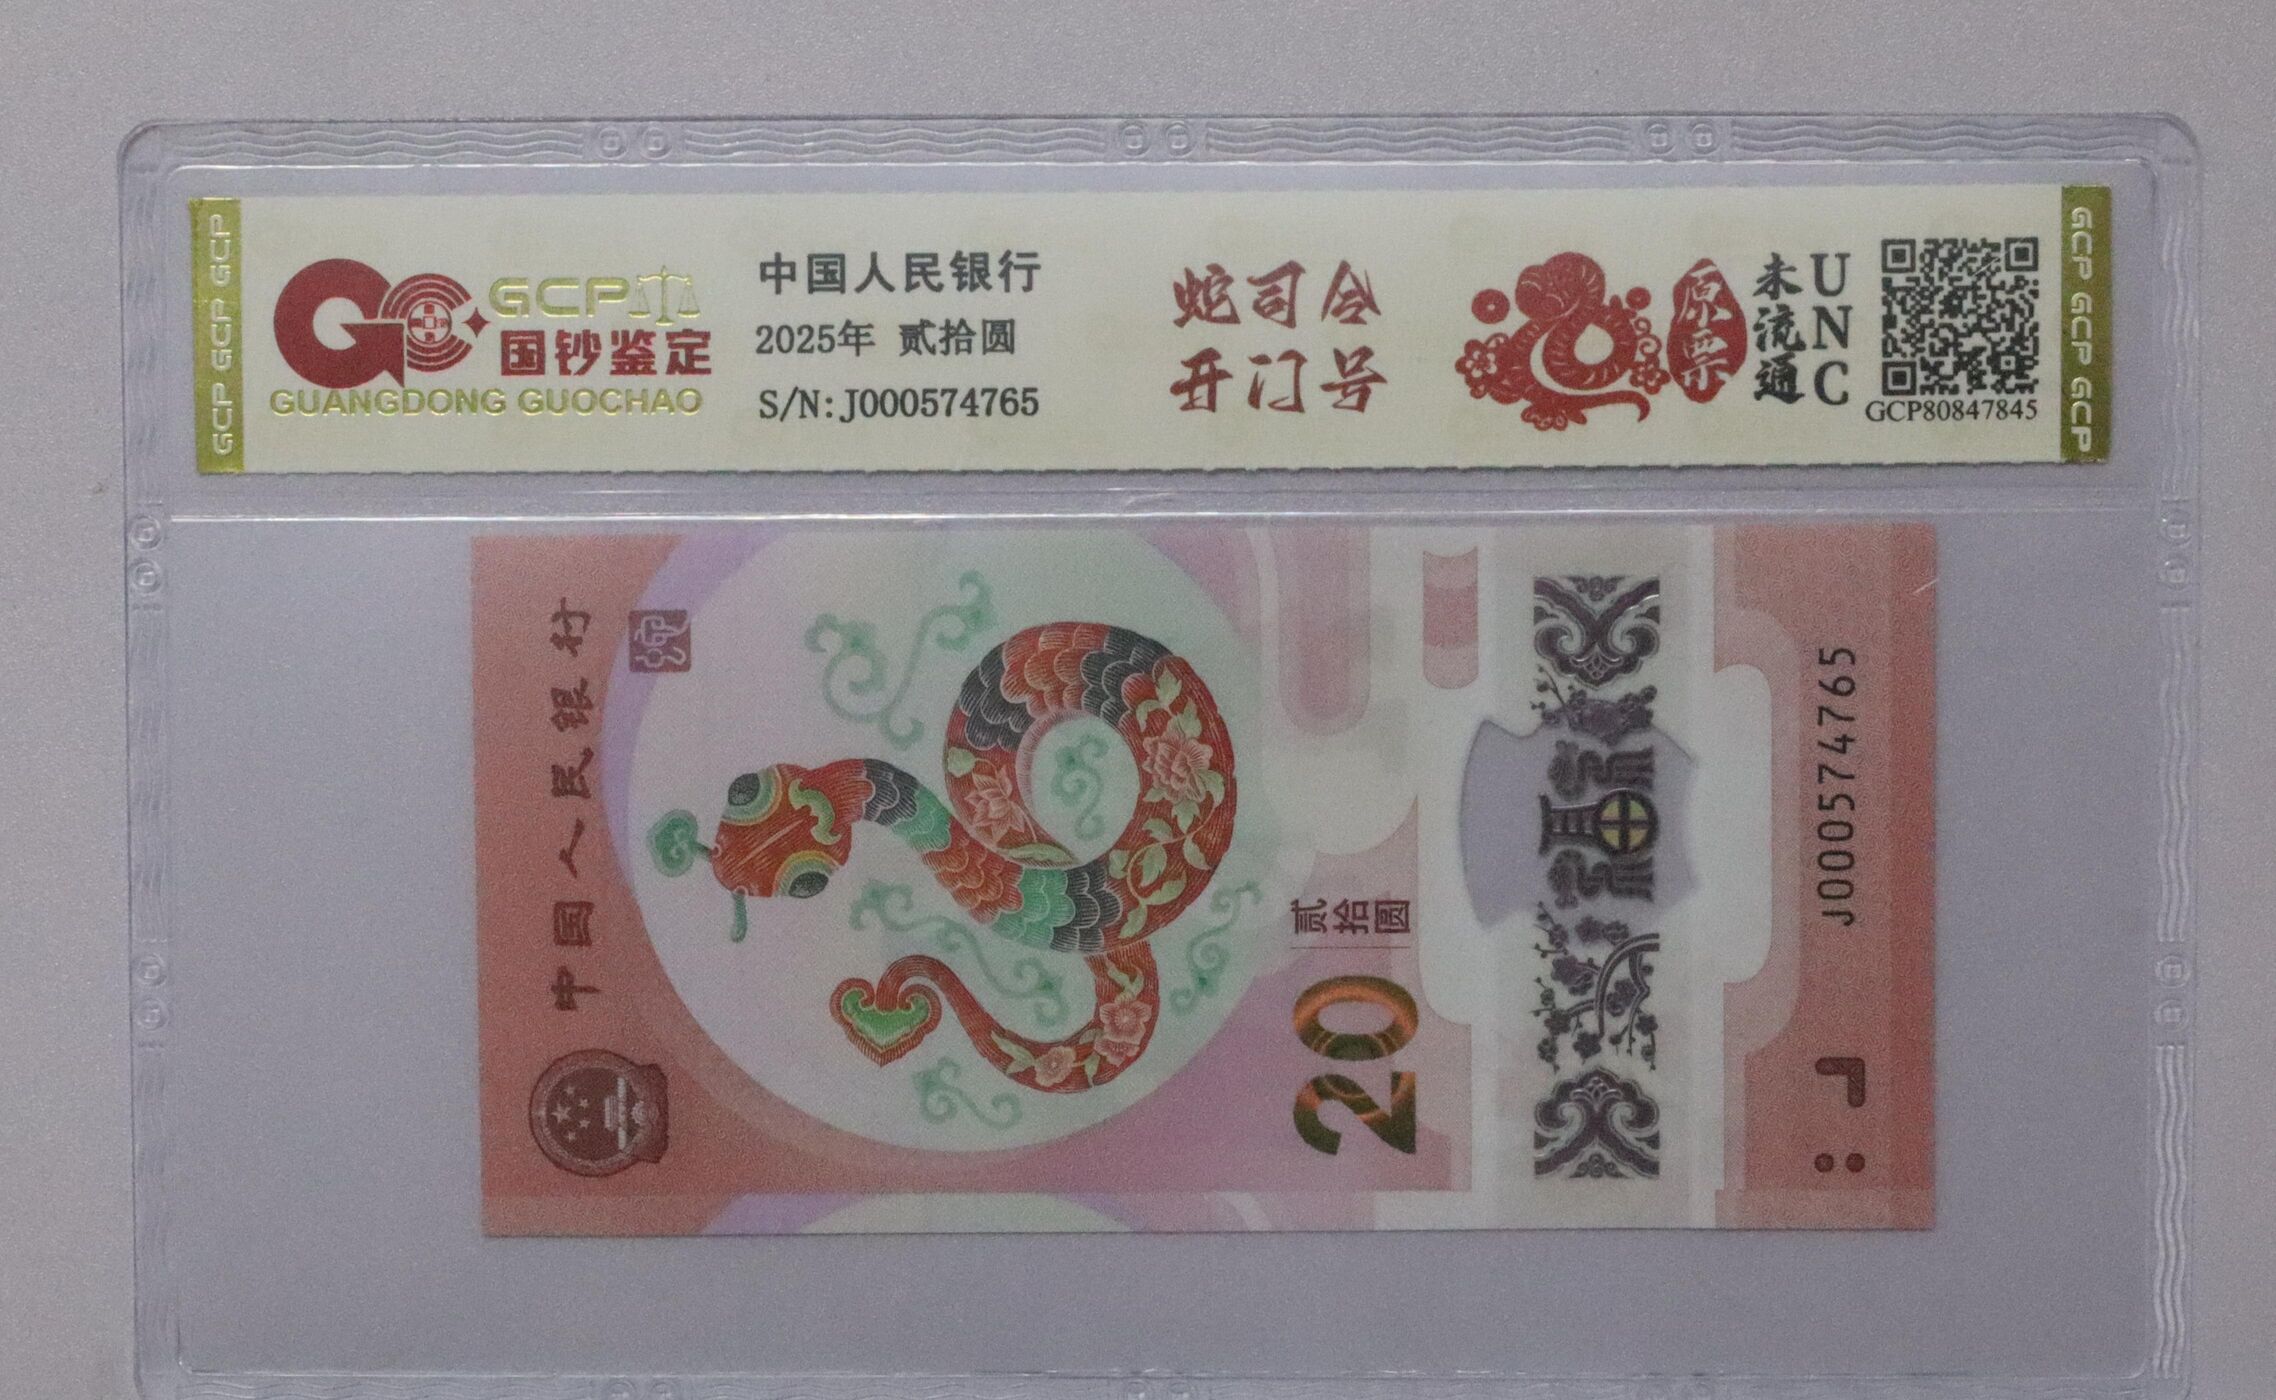 GCP GCP GCP
GCP
国钞鉴定
GUANGDONG GUOCHAO
中国人民银行
2025年 贰拾圆
S/N:J000574765
蛇司令
开门号
原票
未流通
UNC
GCP80847845
GCP GCP GCP
中国人民银行
贰拾圆
20
福
J000574765